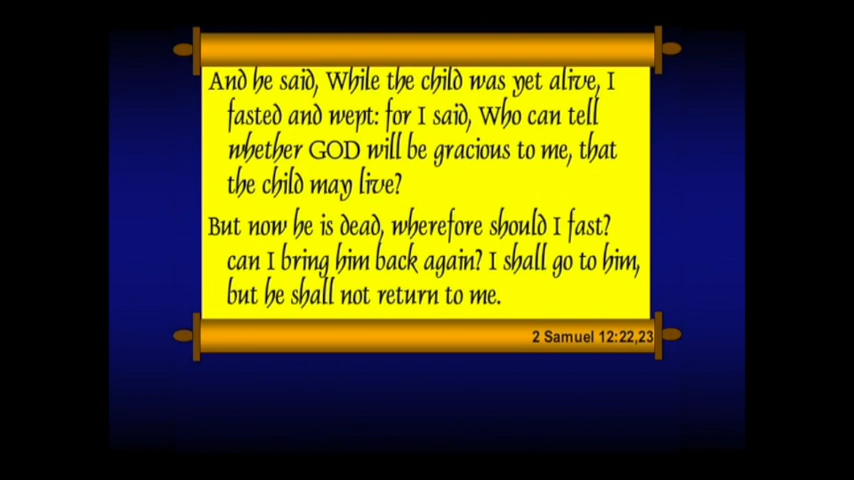 And he said, While the child was yet alive, I
fasted and wept: for I said, Who can tell
whether GOD will be gracious to me, that
the child may live?
But now he is dead, wherefore should I fast?
can I bring him back again? I shall go to him,
but he shall not return to me.
2 Samuel 12:22,23